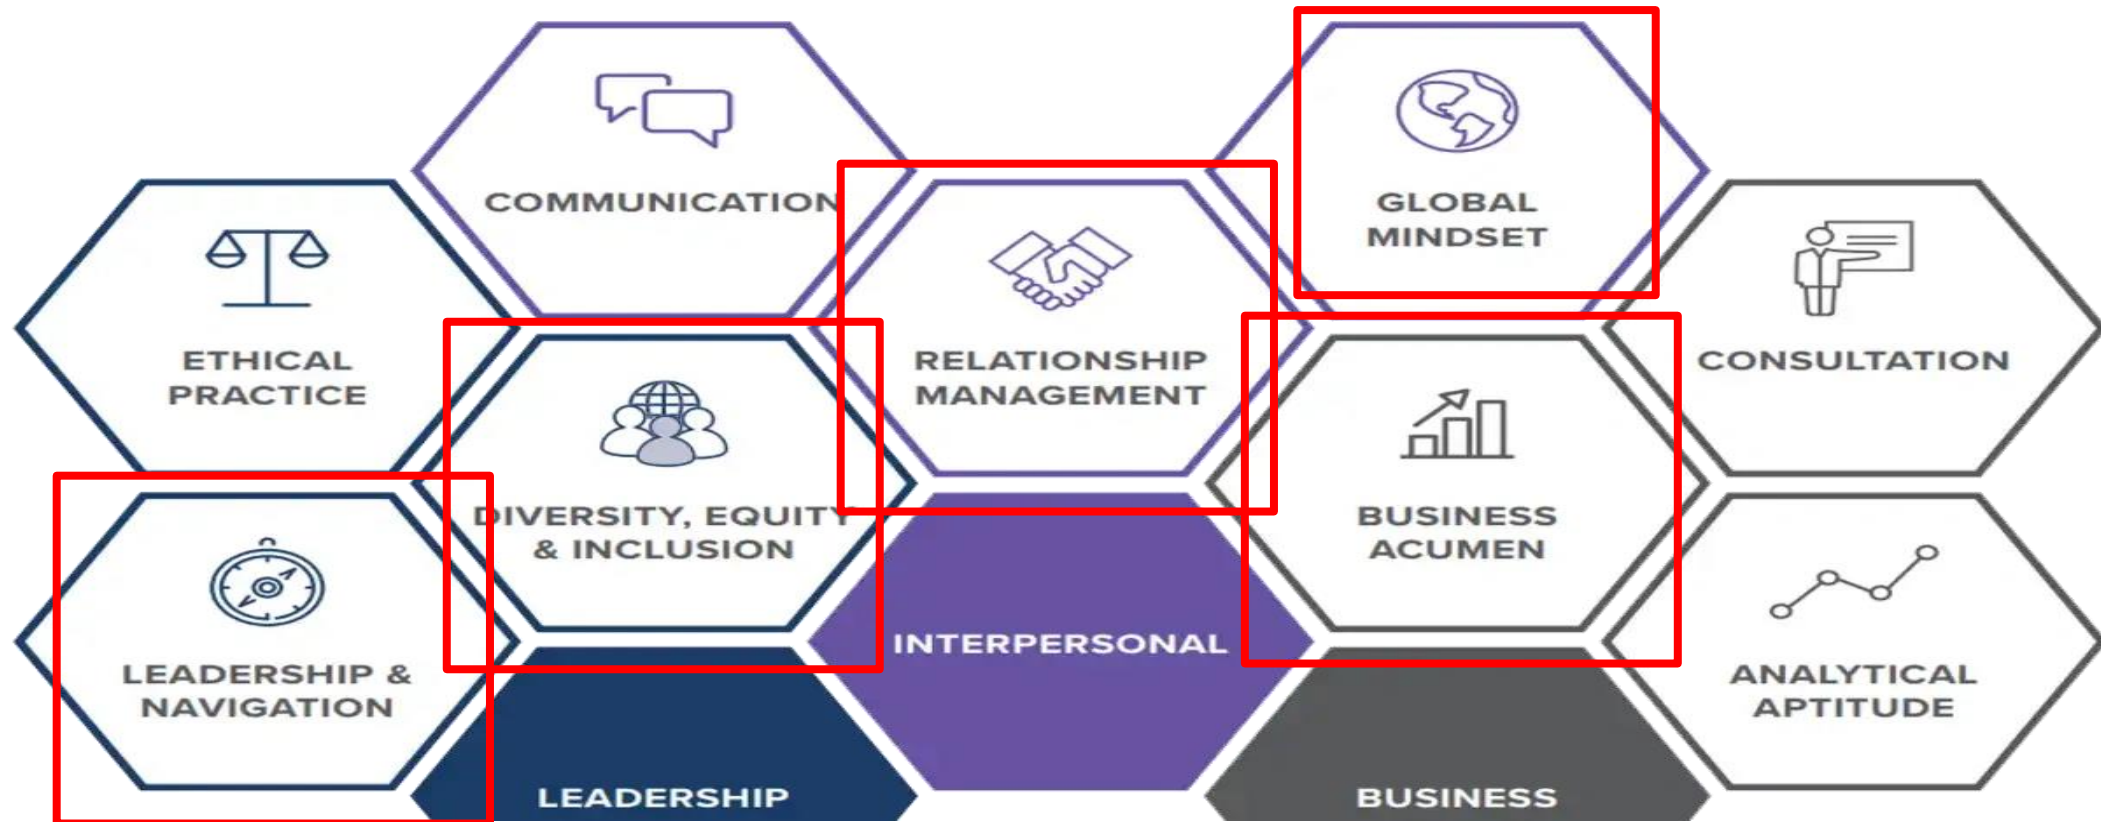 COMMUNICATION
GLOBAL
MINDSET
ETHICAL
PRACTICE
RELATIONSHIP
MANAGEMENT
CONSULTATION
DIVERSITY, EQUITY
& INCLUSION
BUSINESS
ACUMEN
LEADERSHIP &
NAVIGATION
INTERPERSONAL
ANALYTICAL
APTITUDE
LEADERSHIP
BUSINESS